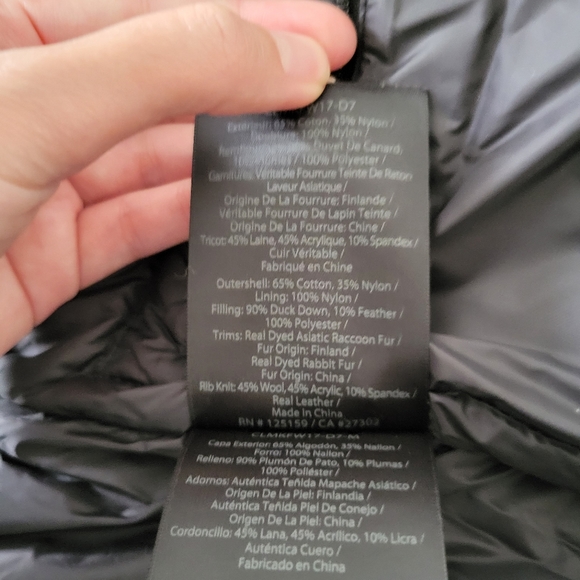 W17-D7
Extérieur: 65% Coton, 35% Nylon /
Doublure: 100% Nylon /
Duvet De Canard,
/ 100% Polyester /
Garnitures: Véritable Fourrure Teinte De Raton
Laveur Asiatique /
Origine De La Fourrure: Finlande /
Véritable Fourrure De Lapin Teinte /
Origine De La Fourrure: Chine /
Tricot: 45% Laine, 45% Acrylique, 10% Spandex /
Cuir Véritable /
Fabriqué en Chine
Outershell: 65% Cotton, 35% Nylon /
Lining: 100% Nylon /
Filling: 90% Duck Down, 10% Feather /
100% Polyester /
Trims: Real Dyed Asiatic Raccoon Fur /
Fur Origin: Finland /
Real Dyed Rabbit Fur /
Fur Origin: China /
Rib Knit: 45% Wool, 45% Acrylic, 10% Spandex /
Real Leather /
Made in China
RN # 125159 / CA #27302
CLMRFW17-D7-M
Capa Exterior: 65% Algodón, 35% Nailon /
Forro: 100% Nailon /
Relleno: 90% Plumón De Pato, 10% Plumas /
100% Poliéster /
Adornos: Auténtica Teñida Mapache Asiático /
Origen De La Piel: Finlandia /
Auténtica Teñida Piel De Conejo /
Origen De La Piel: China /
Cordoncillo: 45% Lana, 45% Acrílico, 10% Licra /
Auténtica Cuero /
Fabricado en China